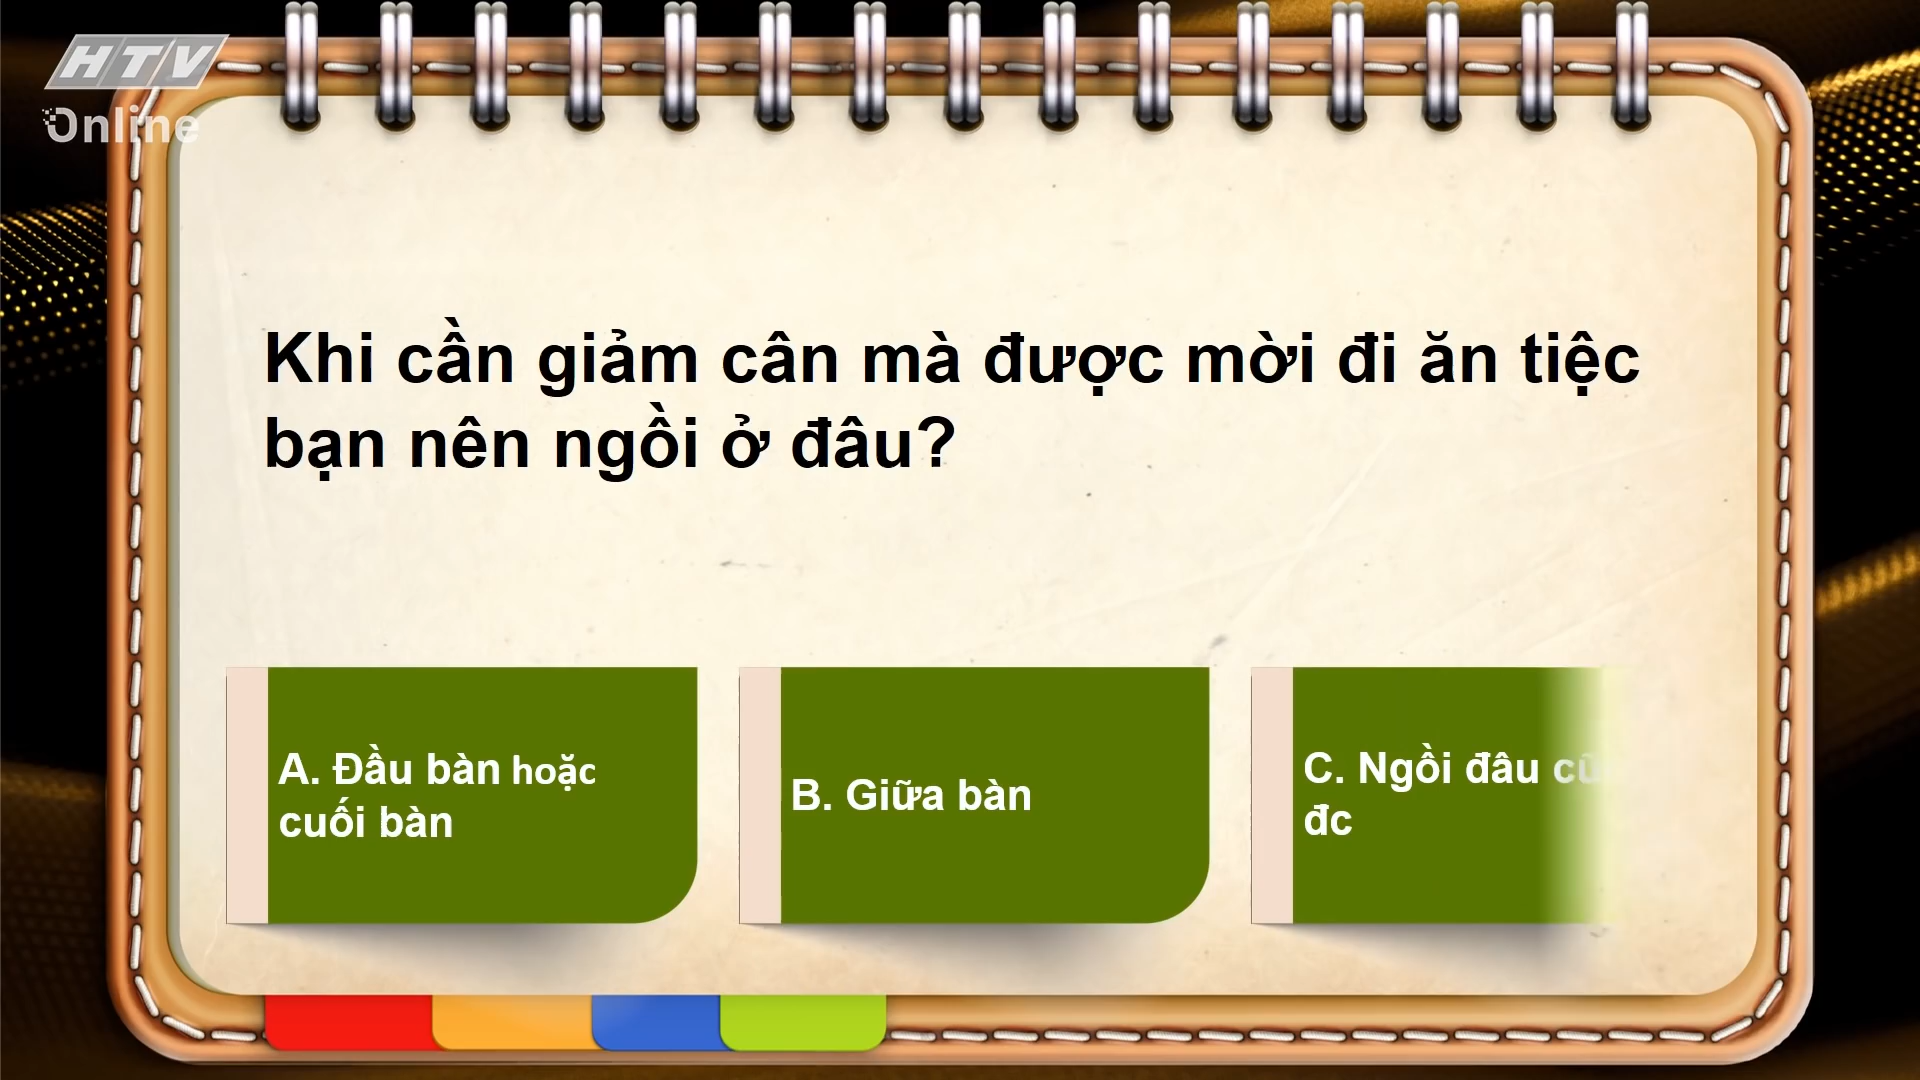 HTV
Online
Khi cần giảm cân mà được mời đi ăn tiệc
bạn nên ngồi ở đâu?
A. Đầu bàn hoặc
cuối bàn
B. Giữa bàn
C. Ngồi đâu
đc